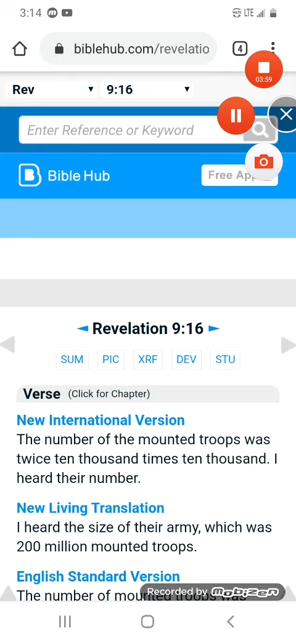 3:14
LTE
biblehub.com/revelatio
4
03:59
Rev
9:16
Enter Reference or Keyword
Bible Hub
Free App
Revelation 9:16
SUM PIC XRF DEV STU
Verse (Click for Chapter)
New International Version
The number of the mounted troops was
twice ten thousand times ten thousand. I
heard their number.
New Living Translation
I heard the size of their army, which was
200 million mounted troops.
English Standard Version
The number of mounted troops was
Recorded by MOBIZEN